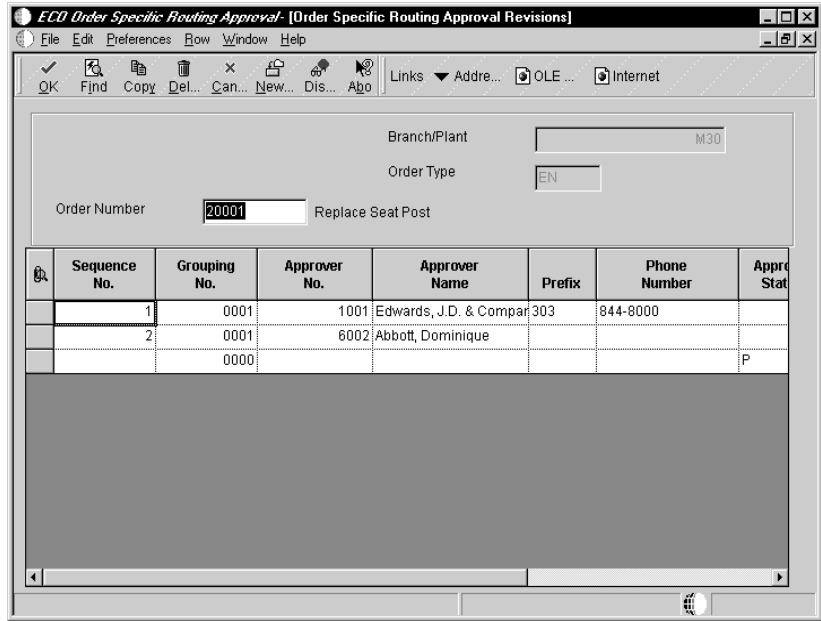 ECO Order Specific Routing Approval - [Order Specific Routing Approval Revisions]
File Edit Preferences Row Window Help
OK Find Copy Del... Can... New... Dis... Abo Links Addre... OLE ... Internet
Branch/Plant M30
Order Type EN
Order Number 20001 Replace Seat Post
Sequence No. Grouping No. Approver No. Approver Name Prefix Phone Number Appro Stat
1 0001 1001 Edwards, J.D. & Compar 303 844-8000
2 0001 6002 Abbott, Dominique
0000 P